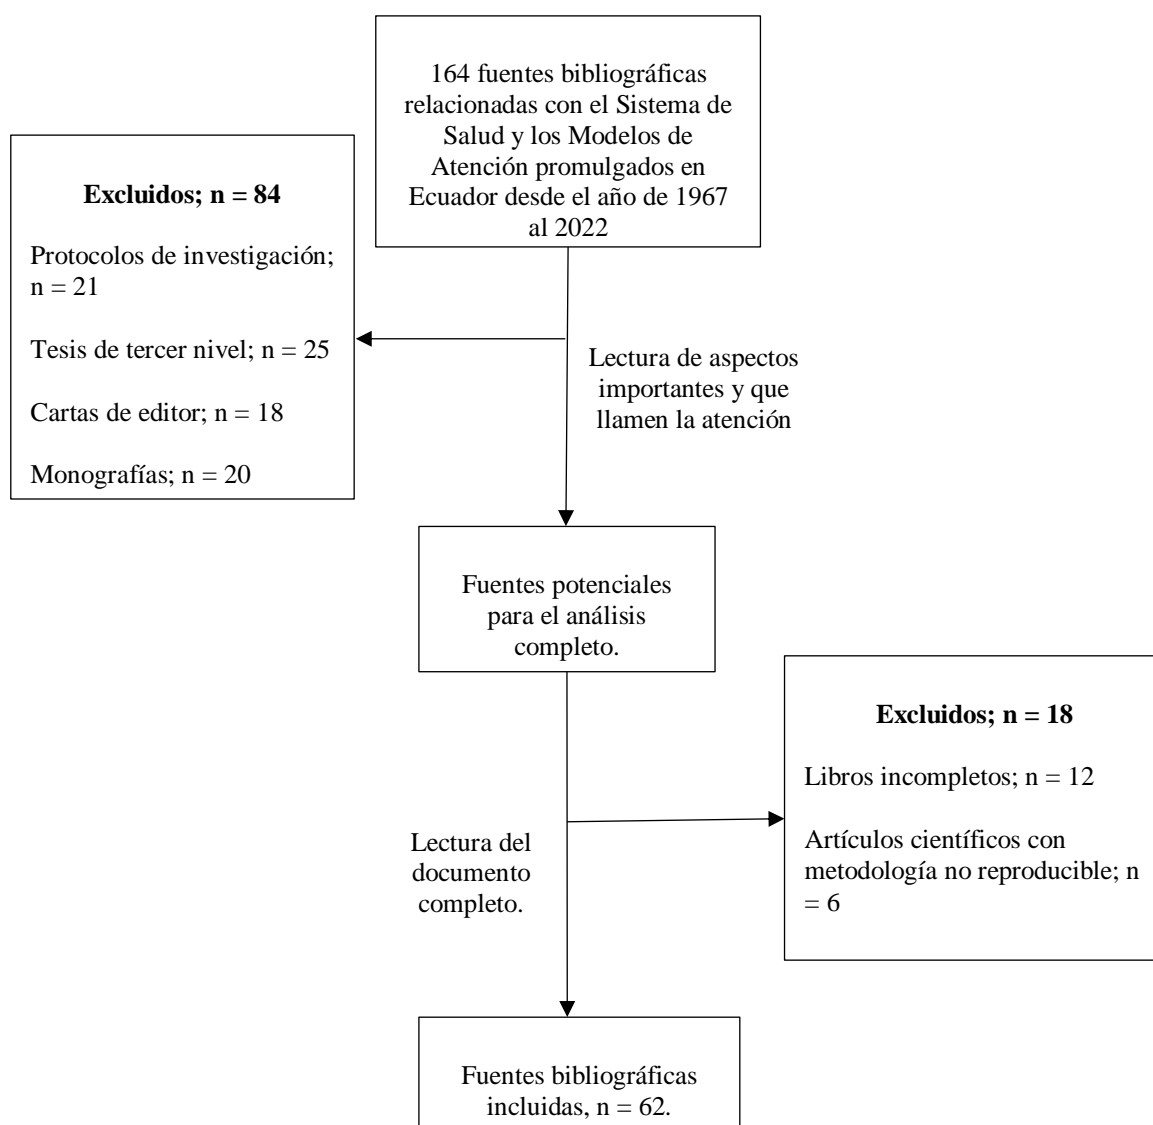 164 fuentes bibliográficas
relacionadas con el Sistema de
Salud y los Modelos de
Atención promulgados en
Ecuador desde el año de 1967
al 2022
Excluidos; n = 84
Protocolos de investigación;
n = 21
Tesis de tercer nivel; n = 25
Cartas de editor; n = 18
Monografías; n = 20
Lectura de aspectos
importantes y que
llamen la atención
Fuentes potenciales
para el análisis
completo.
Excluidos; n = 18
Libros incompletos; n = 12
Artículos científicos con
metodología no reproducible; n
= 6
Lectura del
documento
completo.
Fuentes bibliográficas
incluidas, n = 62.